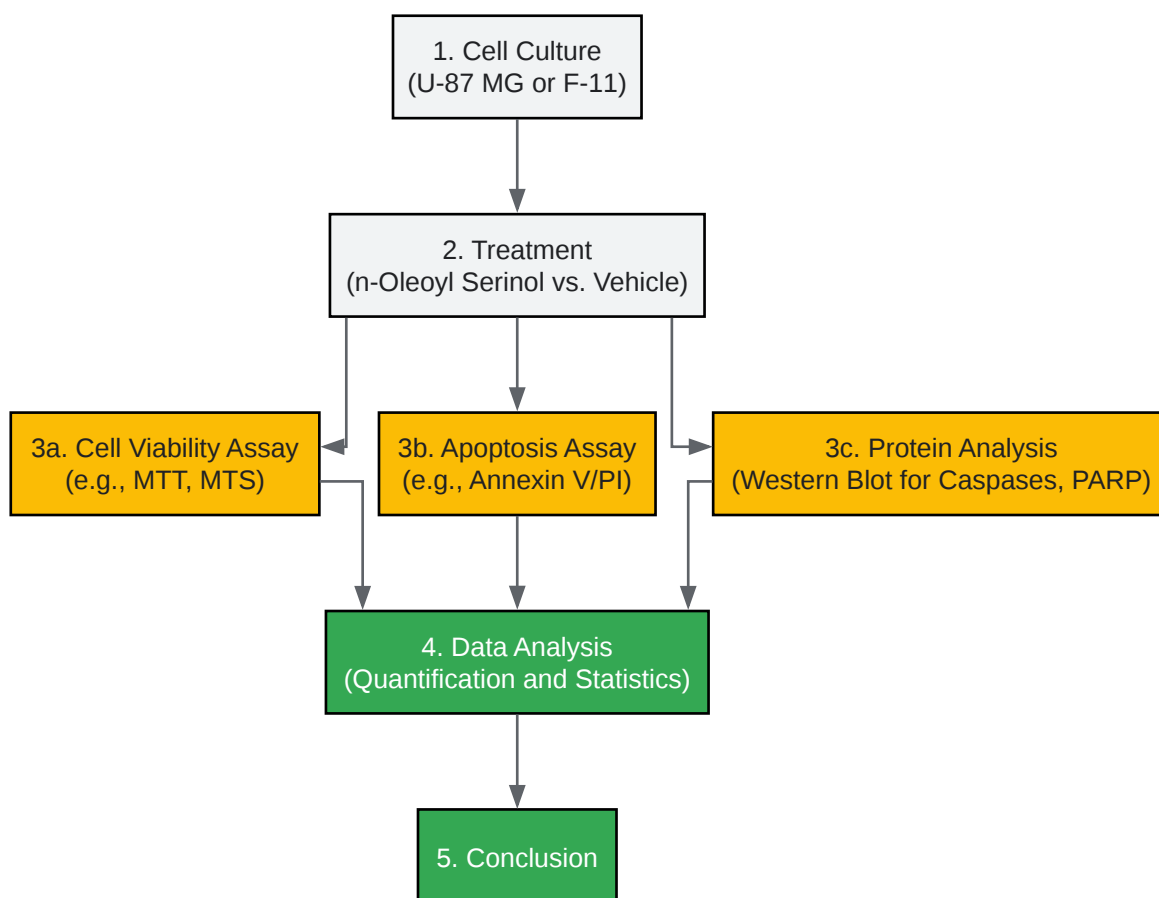 1. Cell Culture
(U-87 MG or F-11)
2. Treatment
(n-Oleoyl Serinol vs. Vehicle)
3a. Cell Viability Assay
(e.g., MTT, MTS)
3b. Apoptosis Assay
(e.g., Annexin V/PI)
3c. Protein Analysis
(Western Blot for Caspases, PARP)
4. Data Analysis
(Quantification and Statistics)
5. Conclusion